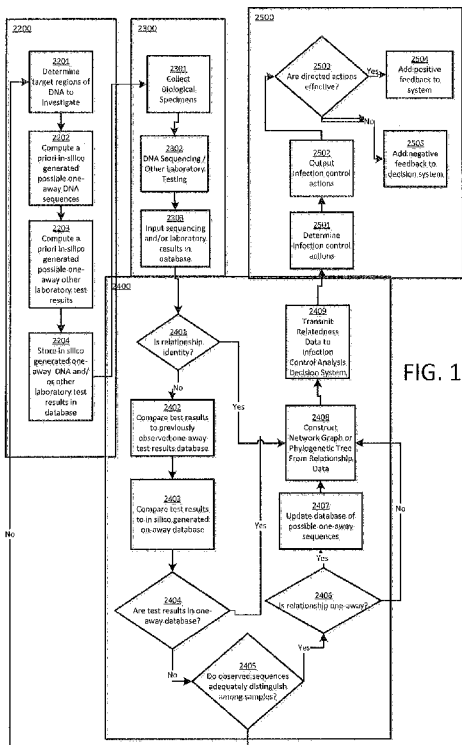 2200
2201
Determine
target regions of
DNA to
Investigate
2202
Compute a
priori in-silico
generated
possible one-
away DNA
sequences
2203
Compute a
priori in-silico
generated
possible one-
away other
laboratory test
results
2204
Store in silico
generated one-
away DNA and/
or other
laboratory test
results in
database
2300
2301
Collect
Biological
Specimens
2302
DNA Sequencing /
Other Laboratory
Testing
2303
Input sequencing
and/or laboratory
results in
database
2400
2401
Is relationship
identity?
No
Yes
2402
Compare test results
to previously
observed one-away
test results database
2403
Compare test results
to in silico generated
on-away database
2404
Are test results in one-
away database?
Yes
No
2405
Do observed sequences
adequately distinguish
among samples?
Yes
No
2406
Is relationship one-away?
Yes
No
2407
Update database of
possible one-away
sequences
2408
Construct
Network Graph or
Phylogenetic Tree
From Relationship
Data
2409
Transmit
Relatedness
Data to
Infection
Control Analysis
Decision System
2500
2501
Determine
infection control
actions
2502
Output
infection control
actions
2503
Are directed actions
effective?
Yes
No
2504
Add positive
feedback to
system
2505
Add negative
feedback to
decision system
FIG. 1